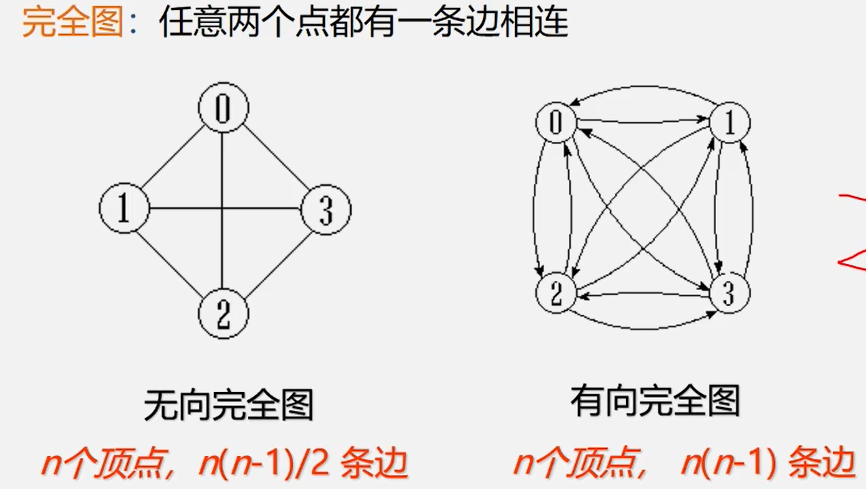 完全图：任意两个点都有一条边相连
0
1
3
2
0
1
2
3
无向完全图
有向完全图
n个顶点，n(n-1)/2 条边
n个顶点， n(n-1) 条边